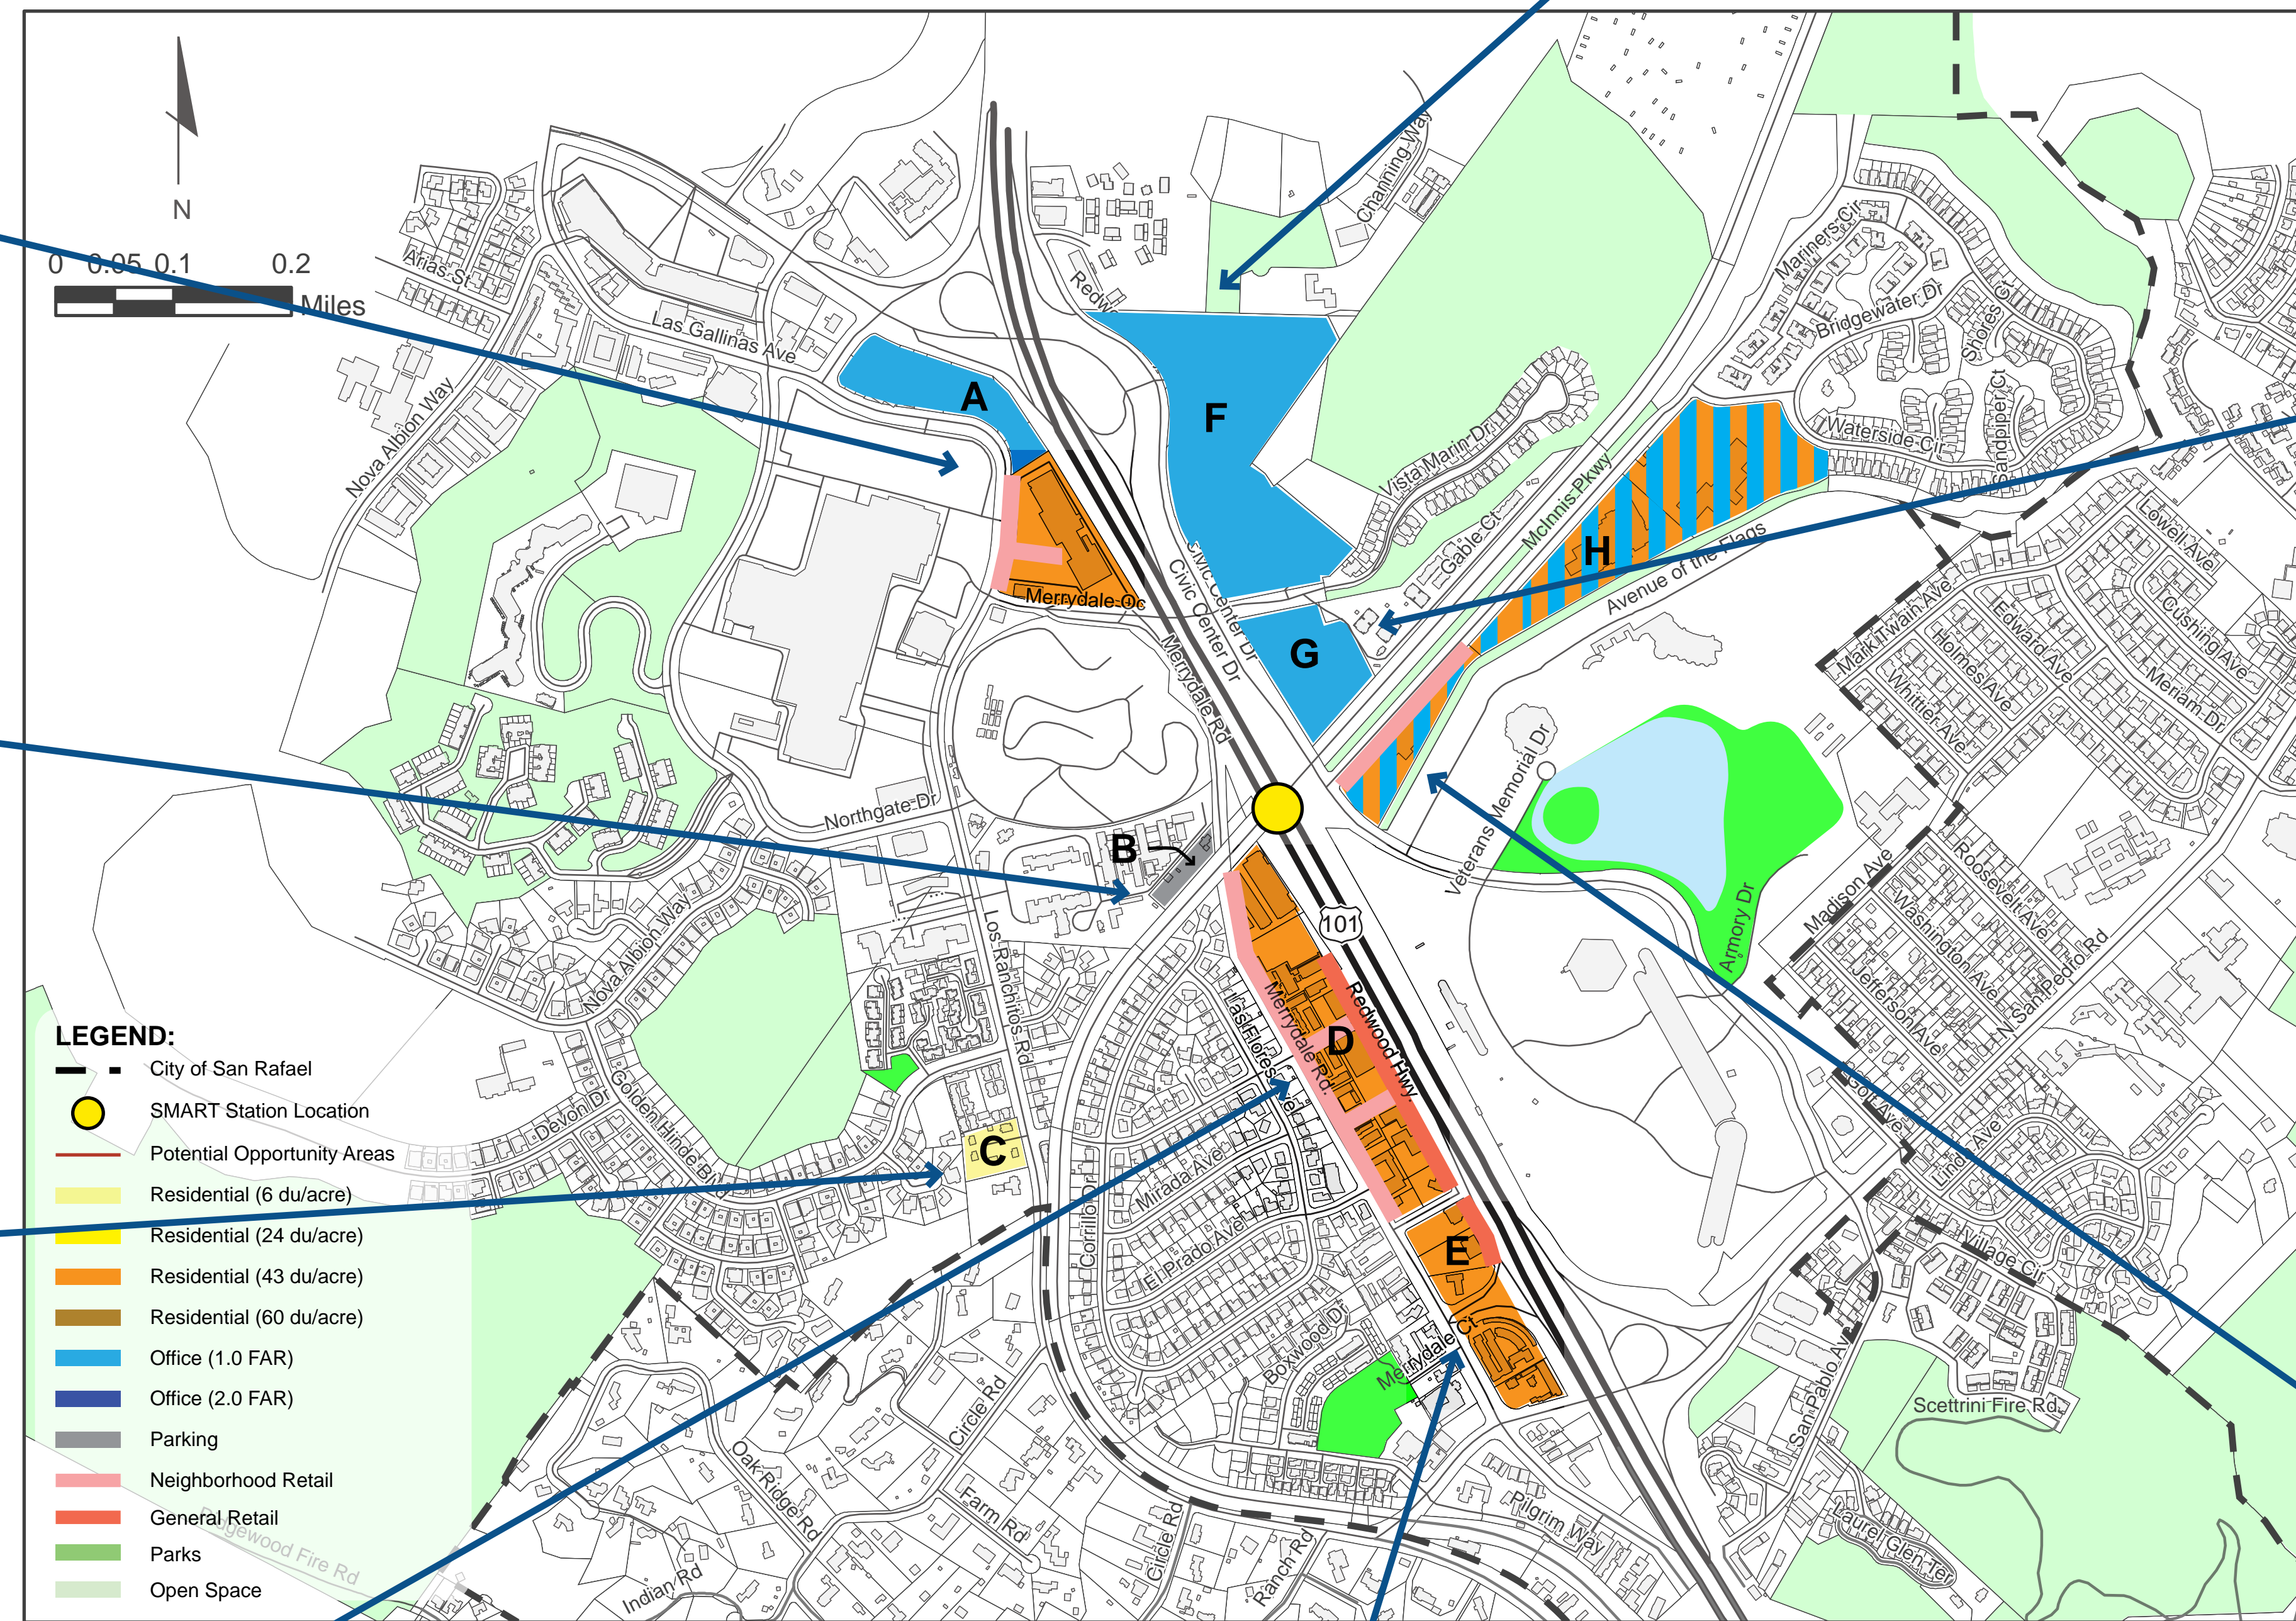 N
0 0.05 0.1 0.2
Miles
Arias St
Las Gallinas Ave
Nova Albion Way
Channing Way
Mariners Cir
Bridgewater Dr
Shores Ct
Sandpiper Ct
Waterside Cir
A
F
Vista Marin Dr
McInnis Pkwy
Gable Ct
H
Avenue of the Flags
Lowell Ave
Cushing Ave
Mark Twain Ave
Edward Ave
Holmes Ave
Meriam Dr
Whittier Ave
Merrydale Oc
Civic Center Dr
Civic Center Dr
Merrydale Rd
G
Northgate Dr
B
Veterans Memorial Dr
101
Armory Dr
Madison Ave
Roosevelt Ave
Washington Ave
Jefferson Ave
N San Pedro Rd
Nova Albion Way
Los Ranchitos Rd
Las Flores Ave
Merrydale Rd.
D
Redwood Hwy.
Golf Ave
Devon Dr
Golden Hinde Blvd
C
Mirada Ave
Corrillo Dr
El Prado Ave
E
Linda Ave
Village Cir
Boxwood Dr
Merrydale Ct
San Pablo Ave
Scettrini Fire Rd
Circle Rd
Oak Ridge Rd
Farm Rd
Circle Rd
Ranch Rd
Pilgrim Way
Laurel Glen Ter
Indian Rd
Ridgewood Fire Rd
LEGEND:
City of San Rafael
SMART Station Location
Potential Opportunity Areas
Residential (6 du/acre)
Residential (24 du/acre)
Residential (43 du/acre)
Residential (60 du/acre)
Office (1.0 FAR)
Office (2.0 FAR)
Parking
Neighborhood Retail
General Retail
Parks
Open Space